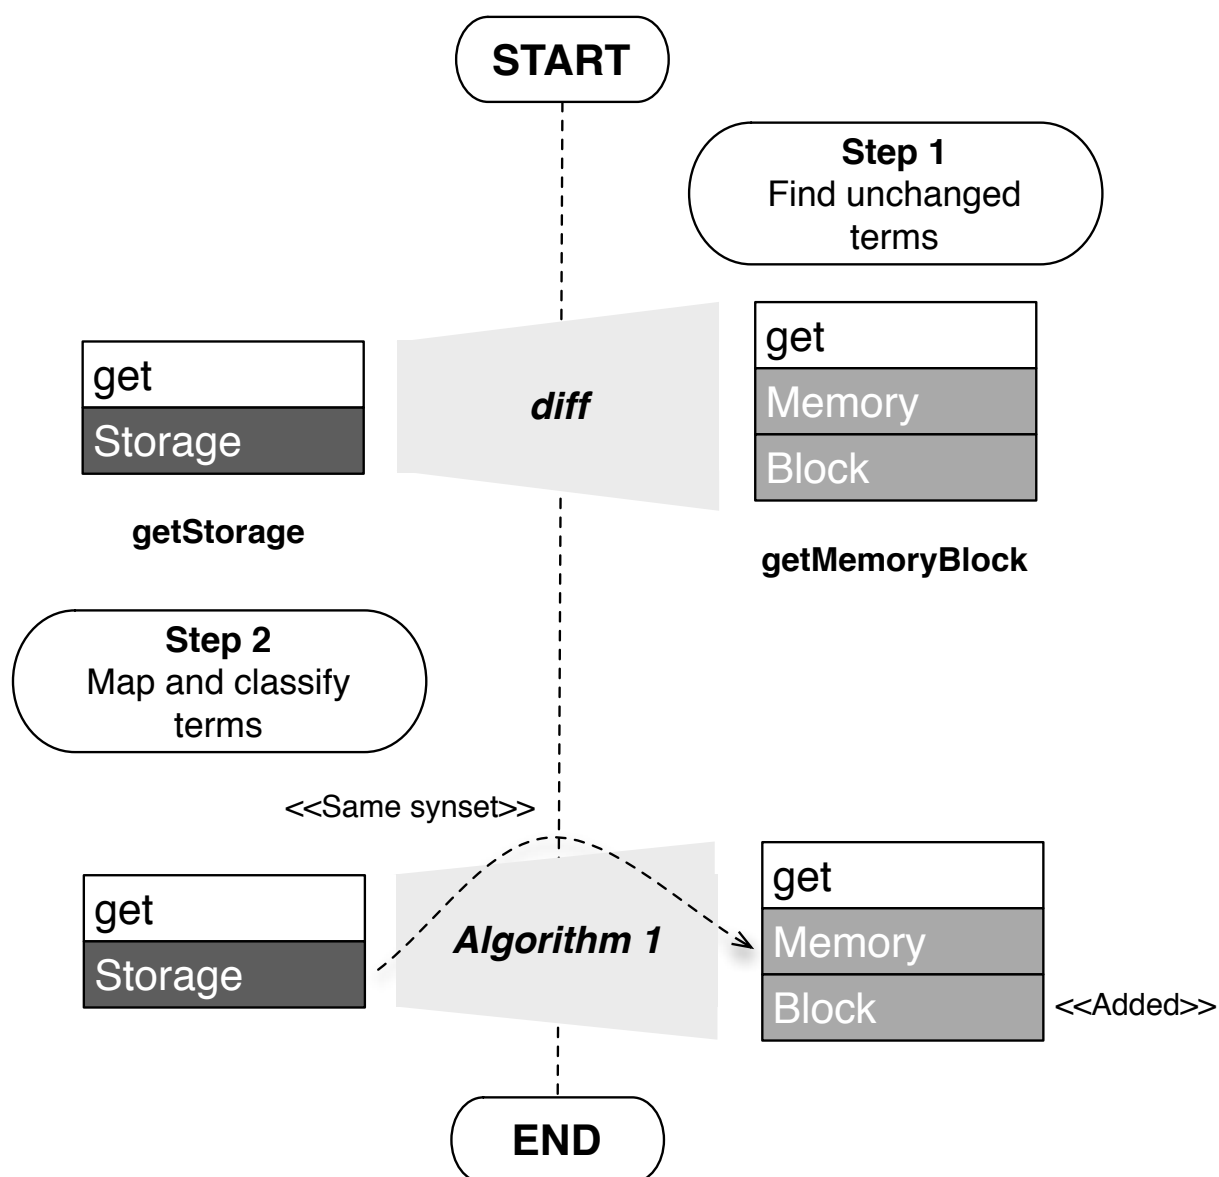 START
Step 1
Find unchanged
terms
get
Storage
diff
get
Memory
Block
getStorage
getMemoryBlock
Step 2
Map and classify
terms
<<Same synset>>
get
Storage
Algorithm 1
get
Memory
Block
<<Added>>
END